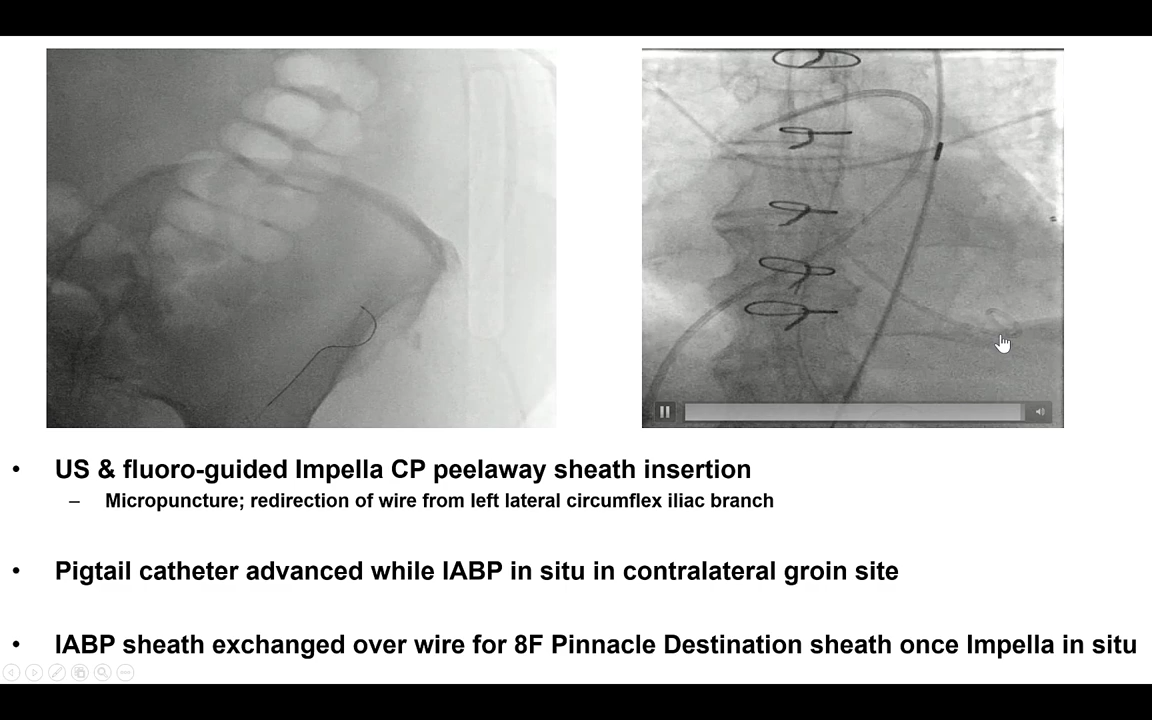 • US & fluoro-guided Impella CP peelaway sheath insertion
– Micropuncture; redirection of wire from left lateral circumflex iliac branch
• Pigtail catheter advanced while IABP in situ in contralateral groin site
• IABP sheath exchanged over wire for 8F Pinnacle Destination sheath once Impella in situ